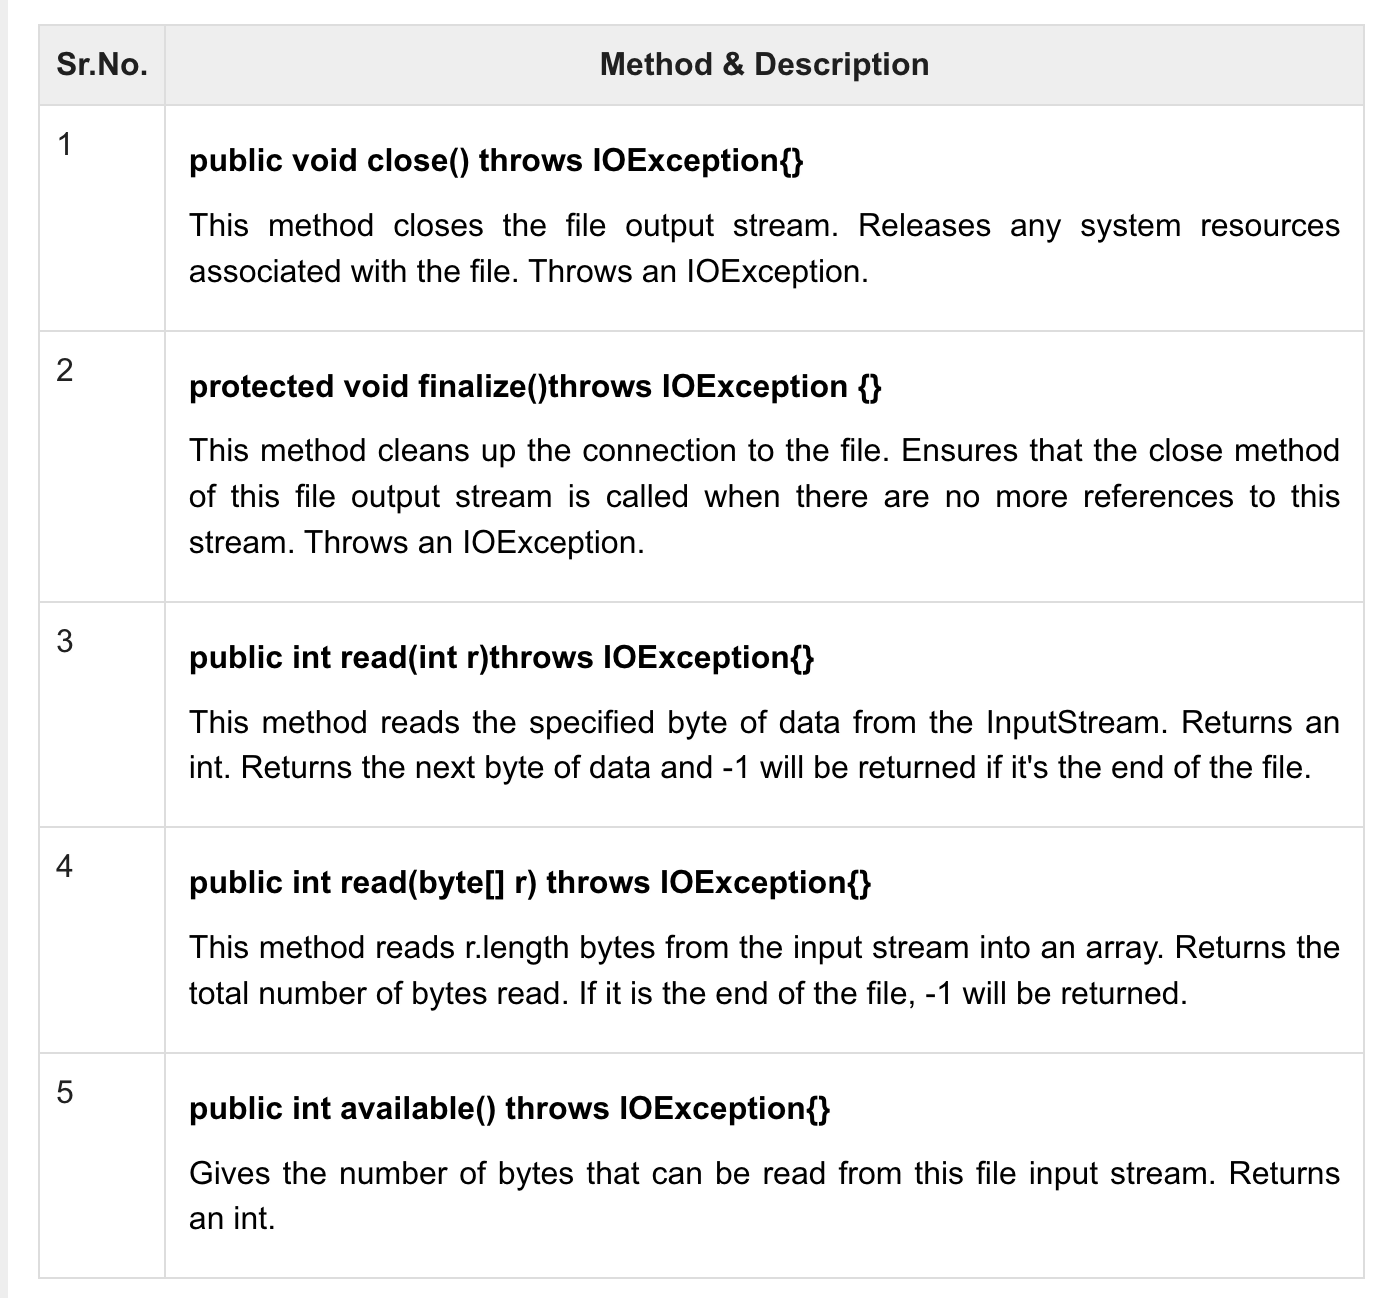 Sr.No. Method & Description
1
public void close() throws IOException{}
This method closes the file output stream. Releases any system resources
associated with the file. Throws an IOException.
2
protected void finalize()throws IOException {}
This method cleans up the connection to the file. Ensures that the close method
of this file output stream is called when there are no more references to this
stream. Throws an IOException.
3
public int read(int r)throws IOException{}
This method reads the specified byte of data from the InputStream. Returns an
int. Returns the next byte of data and -1 will be returned if it's the end of the file.
4
public int read(byte[] r) throws IOException{}
This method reads r.length bytes from the input stream into an array. Returns the
total number of bytes read. If it is the end of the file, -1 will be returned.
5
public int available() throws IOException{}
Gives the number of bytes that can be read from this file input stream. Returns
an int.